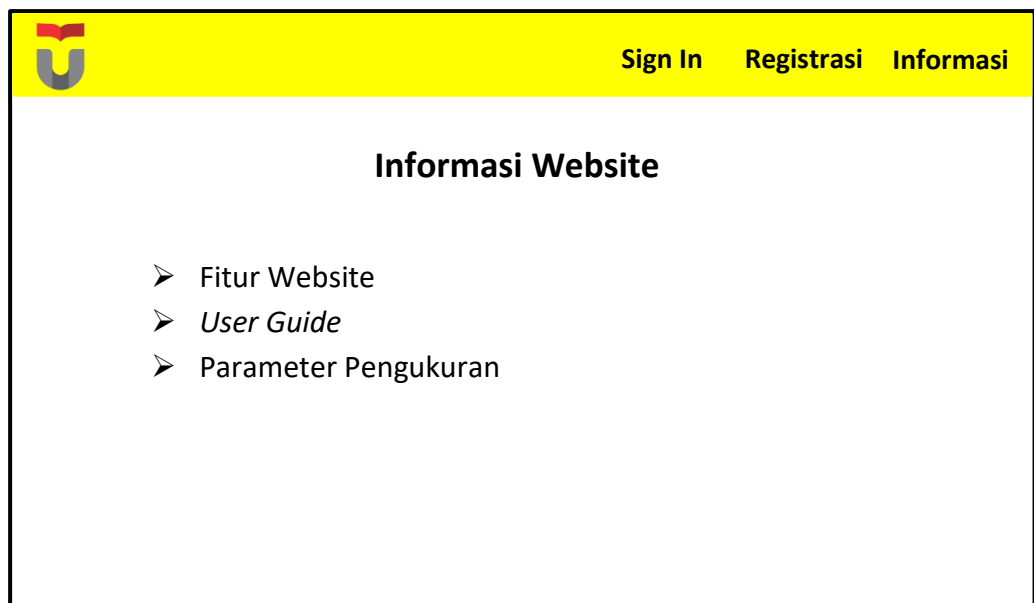 Sign In Registrasi Informasi
Informasi Website
➢ Fitur Website
➢ User Guide
➢ Parameter Pengukuran